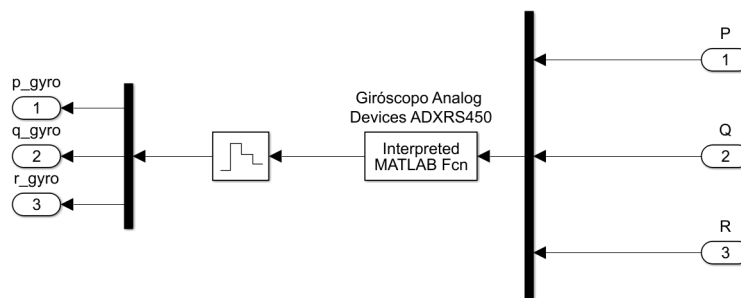 p_gyro
1
q_gyro
2
r_gyro
3
Giróscopo Analog
Devices ADXRS450
Interpreted
MATLAB Fcn
P
1
Q
2
R
3